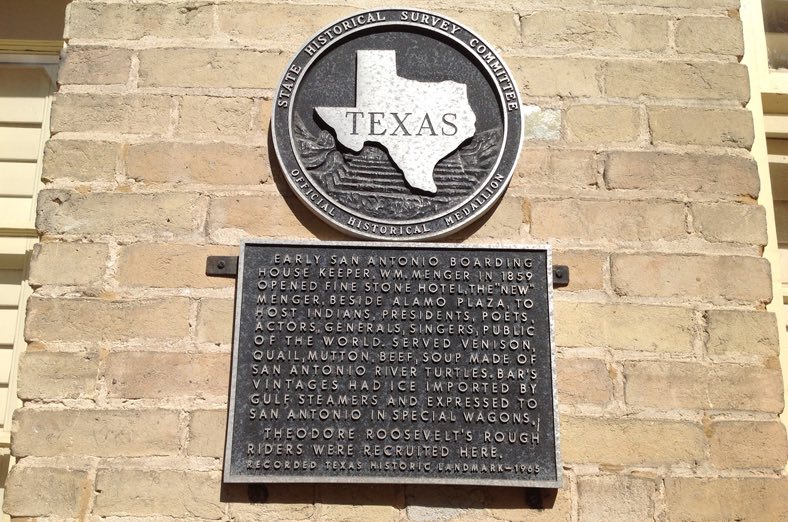 STATE HISTORICAL SURVEY COMMITTEE
TEXAS
OFFICIAL HISTORICAL MEDALLION
EARLY SAN ANTONIO BOARDING
HOUSE KEEPER, WM. MENGER IN 1859
OPENED FINE STONE HOTEL, THE "NEW"
MENGER, BESIDE ALAMO PLAZA, TO
HOST INDIANS, PRESIDENTS, POETS,
ACTORS, GENERALS, SINGERS, PUBLIC
OF THE WORLD. SERVED VENISON,
QUAIL, MUTTON, BEEF, SOUP MADE OF
SAN ANTONIO RIVER TURTLES. BAR'S
VINTAGES HAD ICE IMPORTED BY
GULF STEAMERS AND EXPRESSED TO
SAN ANTONIO IN SPECIAL WAGONS.
THEODORE ROOSEVELT'S ROUGH
RIDERS WERE RECRUITED HERE.
RECORDED TEXAS HISTORIC LANDMARK-1965